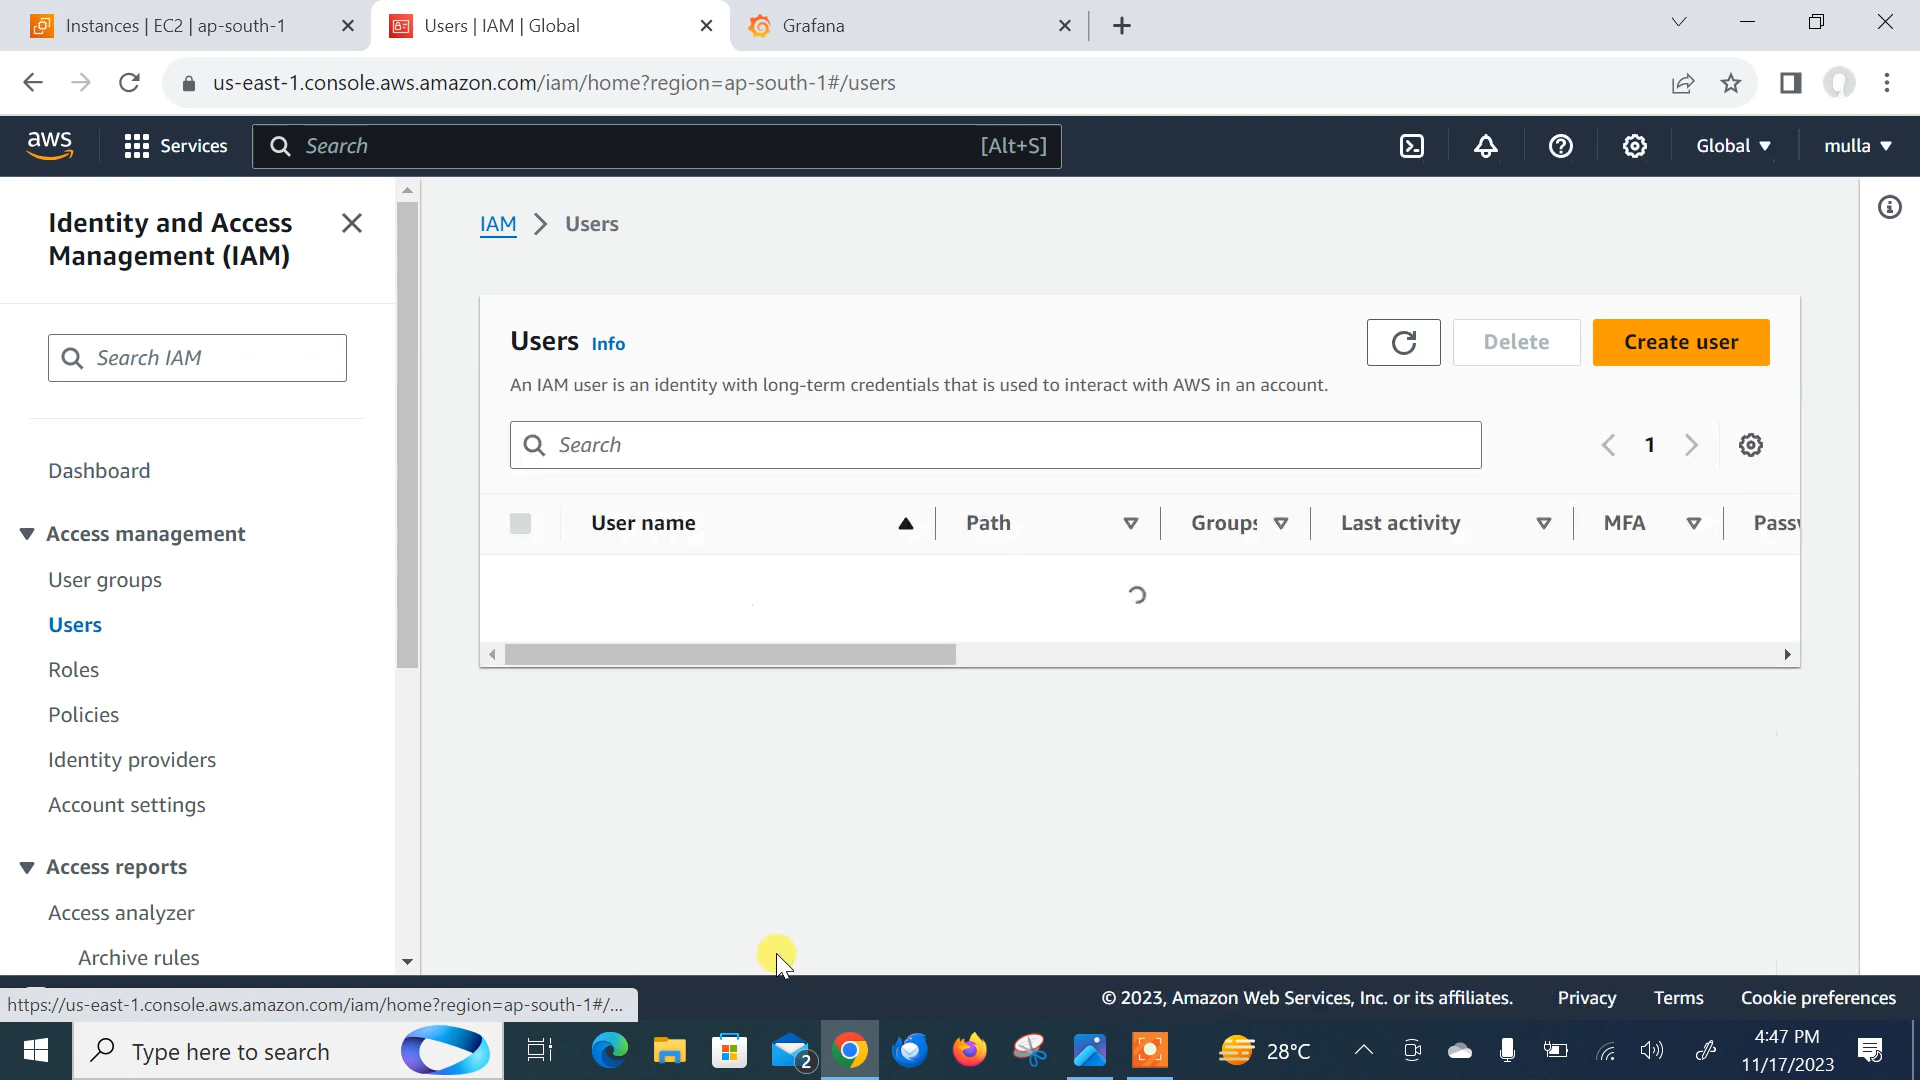 Instances | EC2 | ap-south-1
Users | IAM | Global
Grafana
us-east-1.console.aws.amazon.com/iam/home?region=ap-south-1#/users
aws
Services
Search
[Alt+S]
Global
mulla
Identity and Access
Management (IAM)
Search IAM
Dashboard
Access management
User groups
Users
Roles
Policies
Identity providers
Account settings
Access reports
Access analyzer
Archive rules
IAM > Users
Users Info
Delete
Create user
An IAM user is an identity with long-term credentials that is used to interact with AWS in an account.
Search
1
User name
Path
Groups
Last activity
MFA
Pass
https://us-east-1.console.aws.amazon.com/iam/home?region=ap-south-1#/...
© 2023, Amazon Web Services, Inc. or its affiliates.
Privacy
Terms
Cookie preferences
Type here to search
2
28°C
4:47 PM
11/17/2023